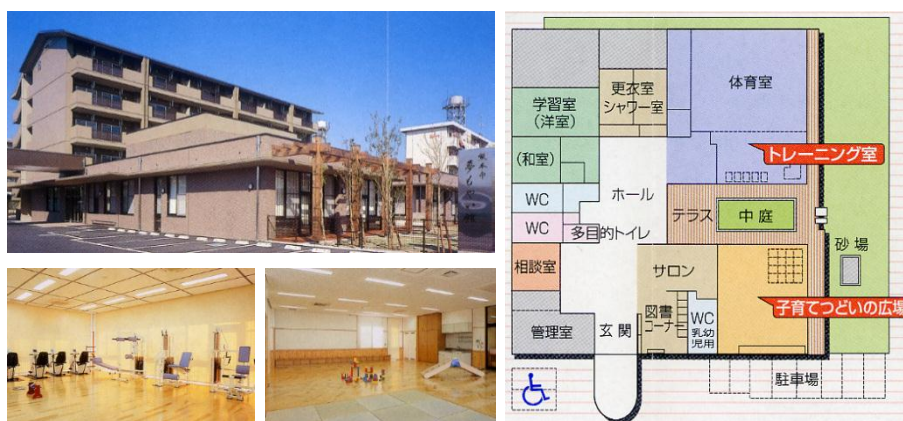 体育室
更衣室
シャワー室
学習室
（洋室）
トレーニング室
（和室）
ホール
WC
テラス
中庭
WC
多目的トイレ
砂場
相談室
サロン
子育てつどいの広場
図書
コーナー
WC
乳幼
児用
管理室
玄関
駐車場